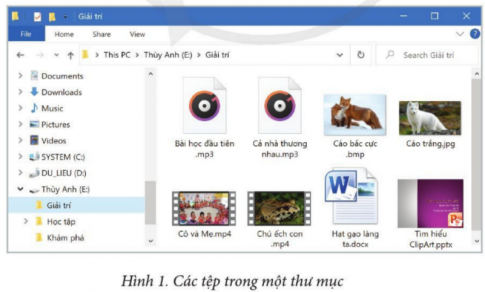 Giải trí
File Home Share View
This PC > Thùy Anh (E:) > Giải trí
Search Giải trí
Documents
Downloads
Music
Pictures
Videos
SYSTEM (C:)
DU_LIEU (D:)
Thùy Anh (E:)
Giải trí
Học tập
Khám phá
Bài học đầu tiên
.mp3
Cả nhà thương
nhau.mp3
Cáo bắc cực
.bmp
Cáo trắng.jpg
Cô và Mẹ.mp4
Chú ếch con
.mp4
Hạt gạo làng
ta.docx
Tìm hiểu
ClipArt.pptx
Hình 1. Các tệp trong một thư mục